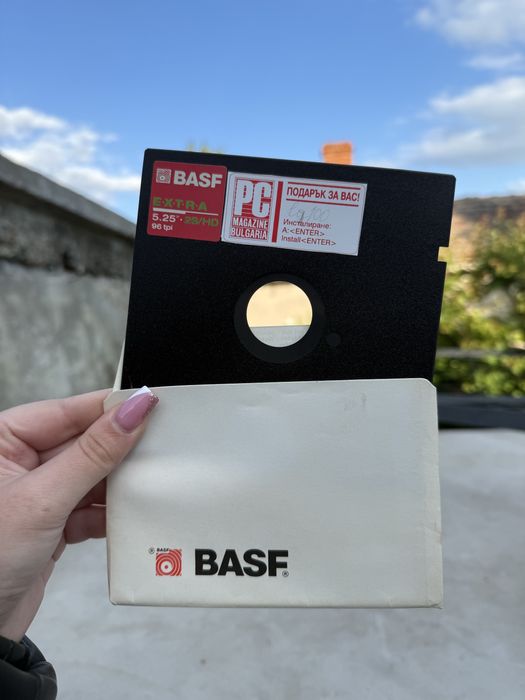 BASF
EXTRA
5.25" 2S/HD
96 tpi
PC
MAGAZINE
BULGARIA
ПОДАРЪК ЗА ВАС!
Инсталиране:
A:<ENTER>
Install<ENTER>
® BASF
BASF®